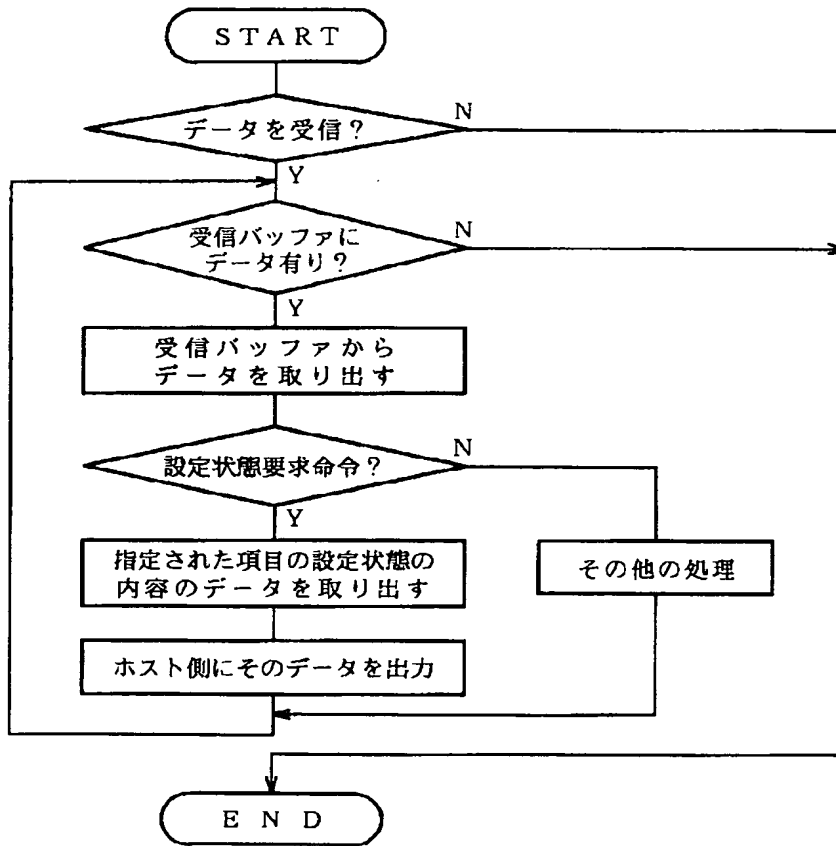 START
データを受信?
N
Y
受信バッファに
データ有り?
N
Y
受信バッファから
データを取り出す
設定状態要求命令?
N
Y
指定された項目の設定状態の
内容のデータを取り出す
その他の処理
ホスト側にそのデータを出力
END